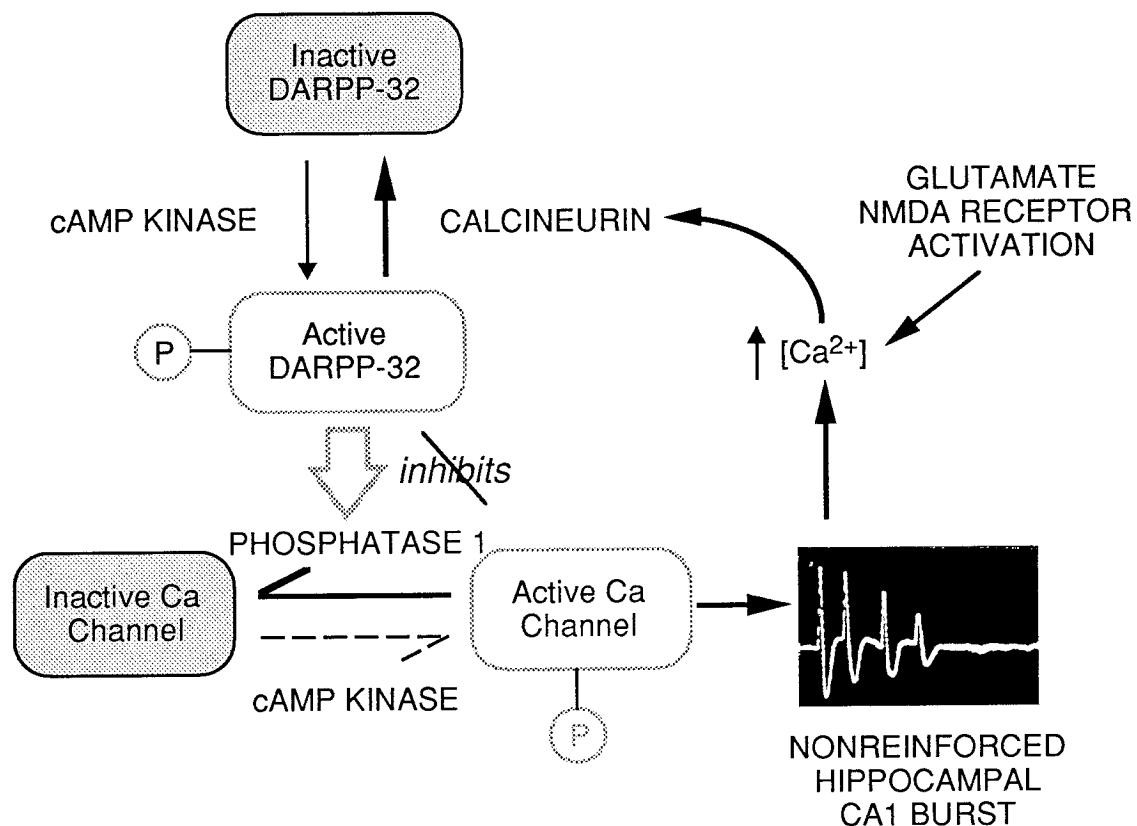 Inactive
DARPP-32
cAMP KINASE
CALCINEURIN
GLUTAMATE
NMDA RECEPTOR
ACTIVATION
P
Active
DARPP-32
[Ca²⁺]
inhibits
PHOSPHATASE 1
Inactive Ca
Channel
Active Ca
Channel
cAMP KINASE
P
NONREINFORCED
HIPPOCAMPAL
CA1 BURST